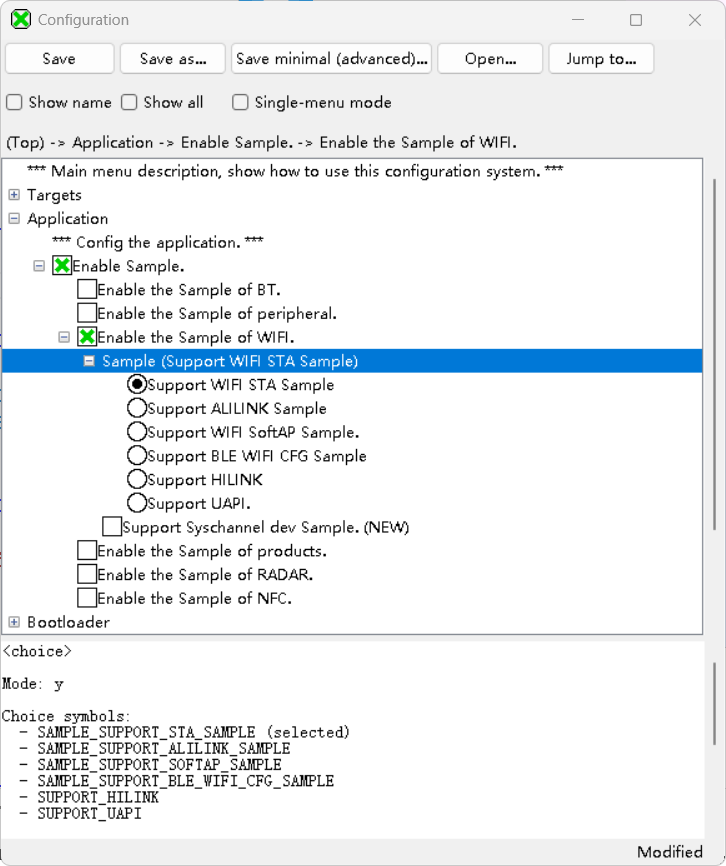 Configuration
Save Save as... Save minimal (advanced)... Open... Jump to...
Show name Show all Single-menu mode
(Top) -> Application -> Enable Sample. -> Enable the Sample of WIFI.
*** Main menu description, show how to use this configuration system. ***
Targets
Application
*** Config the application. ***
Enable Sample.
Enable the Sample of BT.
Enable the Sample of peripheral.
Enable the Sample of WIFI.
Sample (Support WIFI STA Sample)
Support WIFI STA Sample
Support ALILINK Sample
Support WIFI SoftAP Sample.
Support BLE WIFI CFG Sample
Support HILINK
Support UAPI.
Support Syschannel dev Sample. (NEW)
Enable the Sample of products.
Enable the Sample of RADAR.
Enable the Sample of NFC.
Bootloader
<choice>
Mode: y
Choice symbols:
- SAMPLE_SUPPORT_STA_SAMPLE (selected)
- SAMPLE_SUPPORT_ALILINK_SAMPLE
- SAMPLE_SUPPORT_SOFTAP_SAMPLE
- SAMPLE_SUPPORT_BLE_WIFI_CFG_SAMPLE
- SUPPORT_HILINK
- SUPPORT_UAPI
Modified